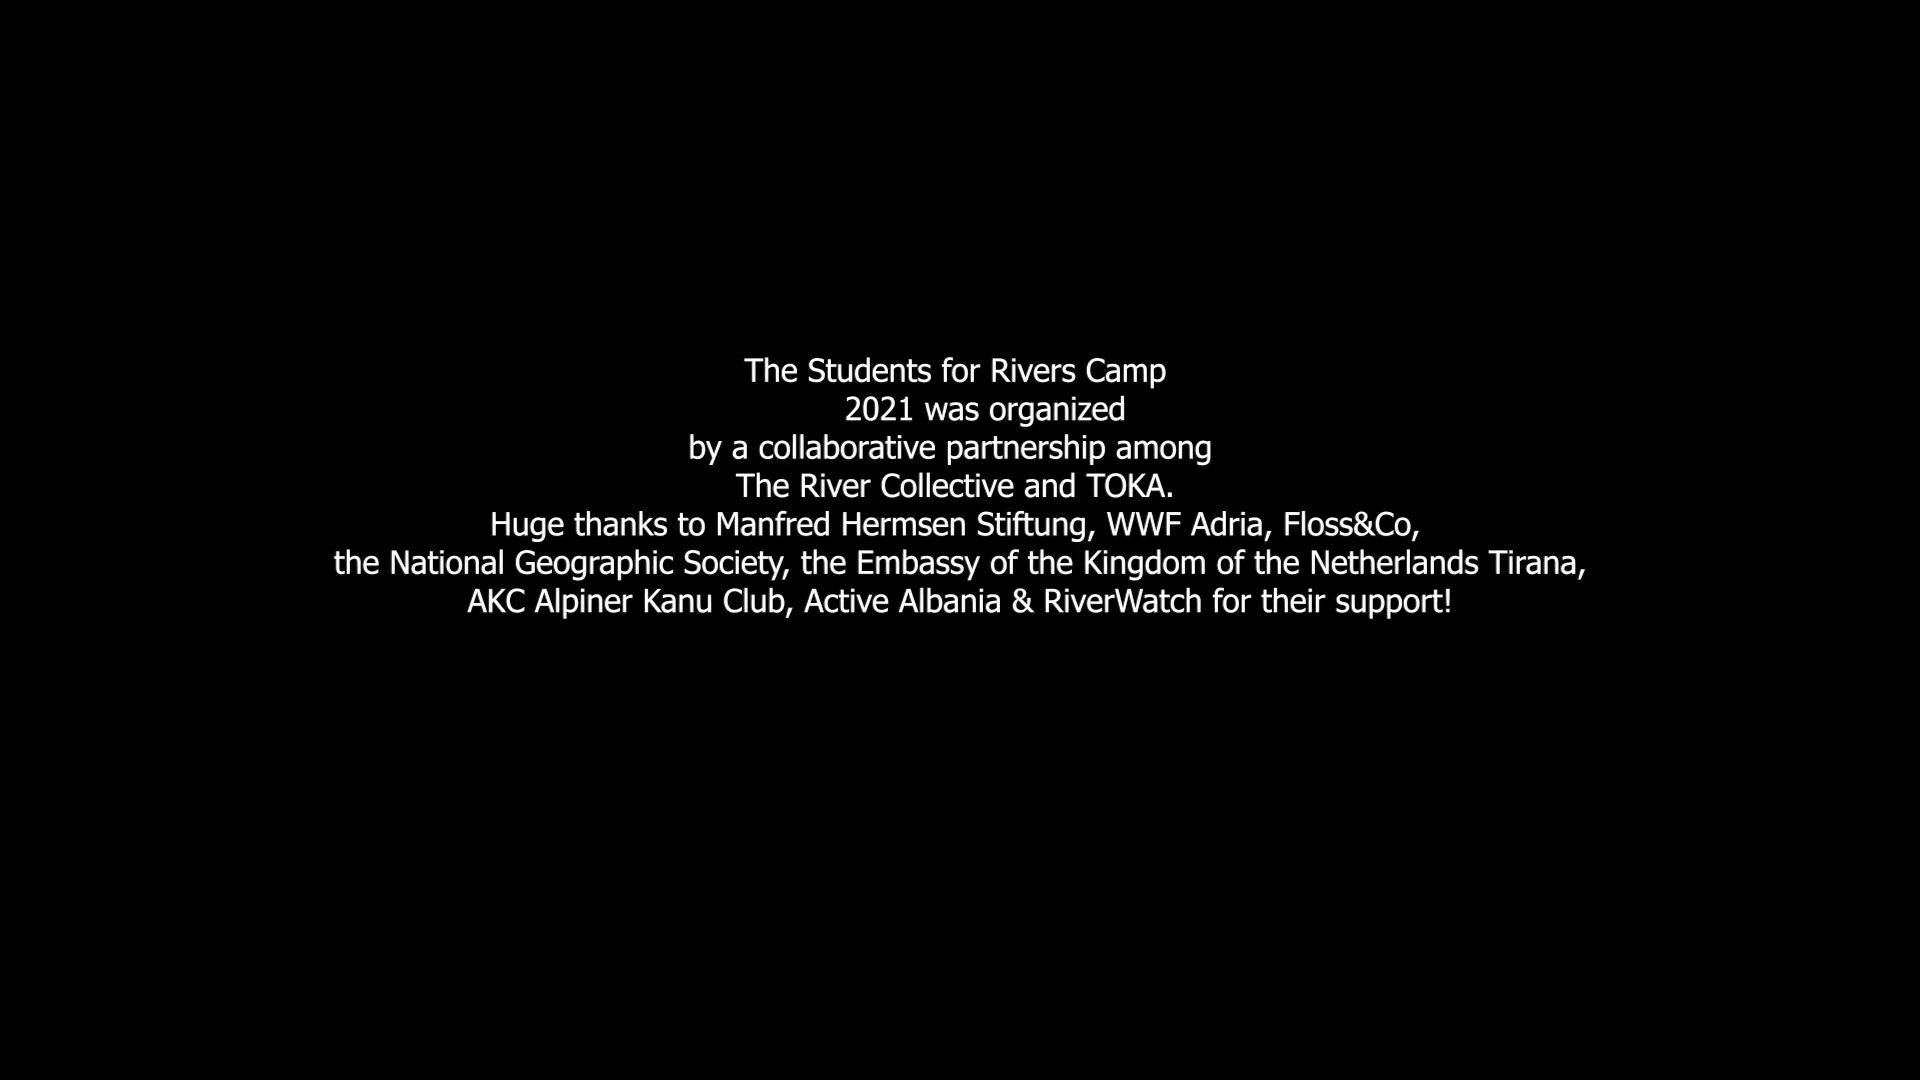 The Students for Rivers Camp
2021 was organized
by a collaborative partnership among
The River Collective and TOKA.
Huge thanks to Manfred Hermsen Stiftung, WWF Adria, Floss&Co,
the National Geographic Society, the Embassy of the Kingdom of the Netherlands Tirana,
AKC Alpiner Kanu Club, Active Albania & RiverWatch for their support!